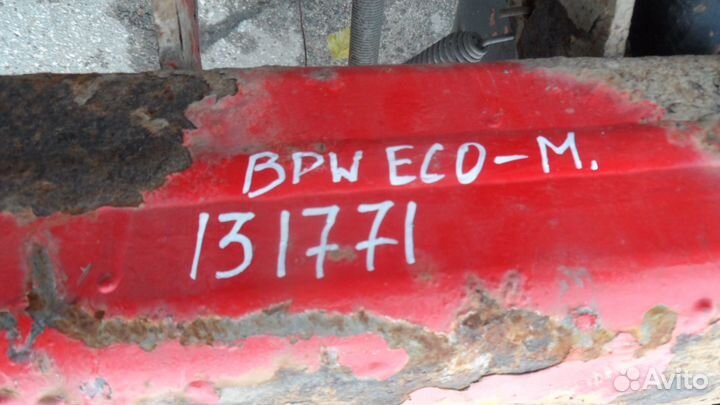 BPW ECO-M.
131771
Avito